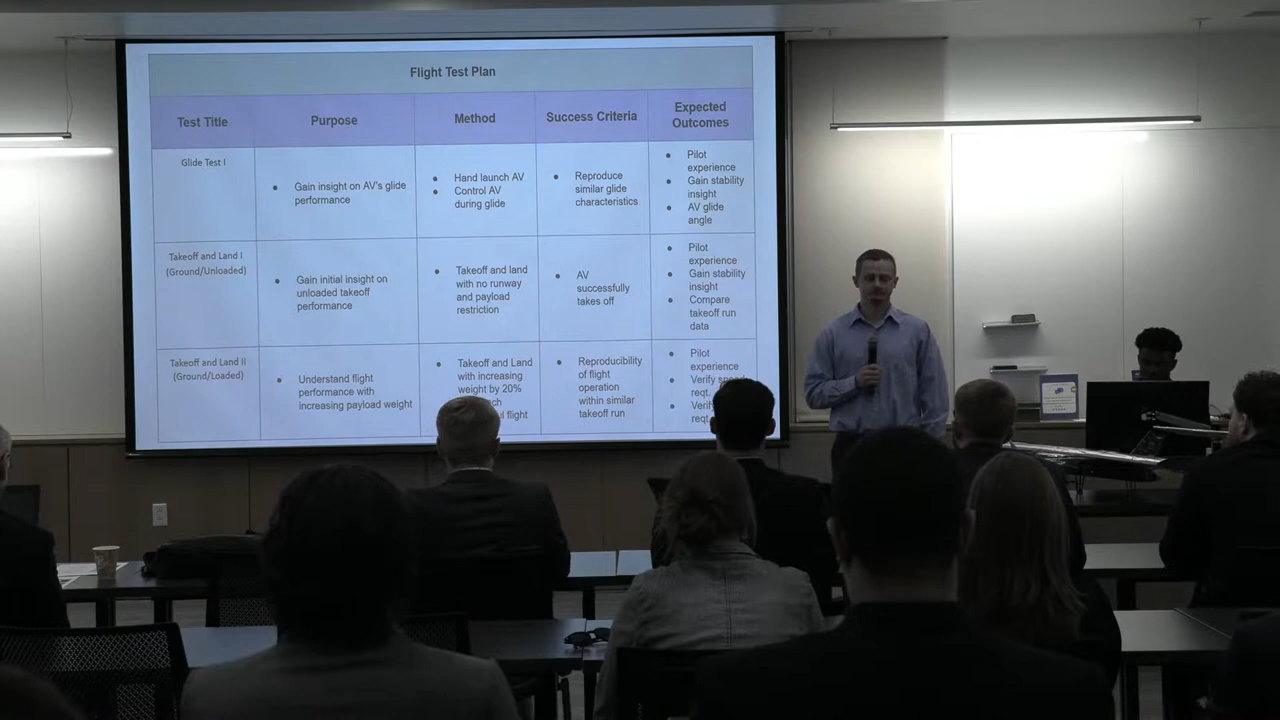 Flight Test Plan
Test Title
Purpose
Method
Success Criteria
Expected
Outcomes
Glide Test I
Gain insight on AV's glide
performance
Hand launch AV
Control AV
during glide
Reproduce
similar glide
characteristics
Pilot
experience
Gain stability
insight
AV glide
angle
Takeoff and Land I
(Ground/Unloaded)
Gain initial insight on
unloaded takeoff
performance
Takeoff and land
with no runway
and payload
restriction
AV
successfully
takes off
Pilot
experience
Gain stability
insight
Compare
takeoff run
data
Takeoff and Land II
(Ground/Loaded)
Understand flight
performance with
increasing payload weight
Takeoff and Land
with increasing
weight by 20%
flight
Reproducibility
of flight
operation
within similar
takeoff run
Pilot
experience
Verify speed
reqt.
reqt.